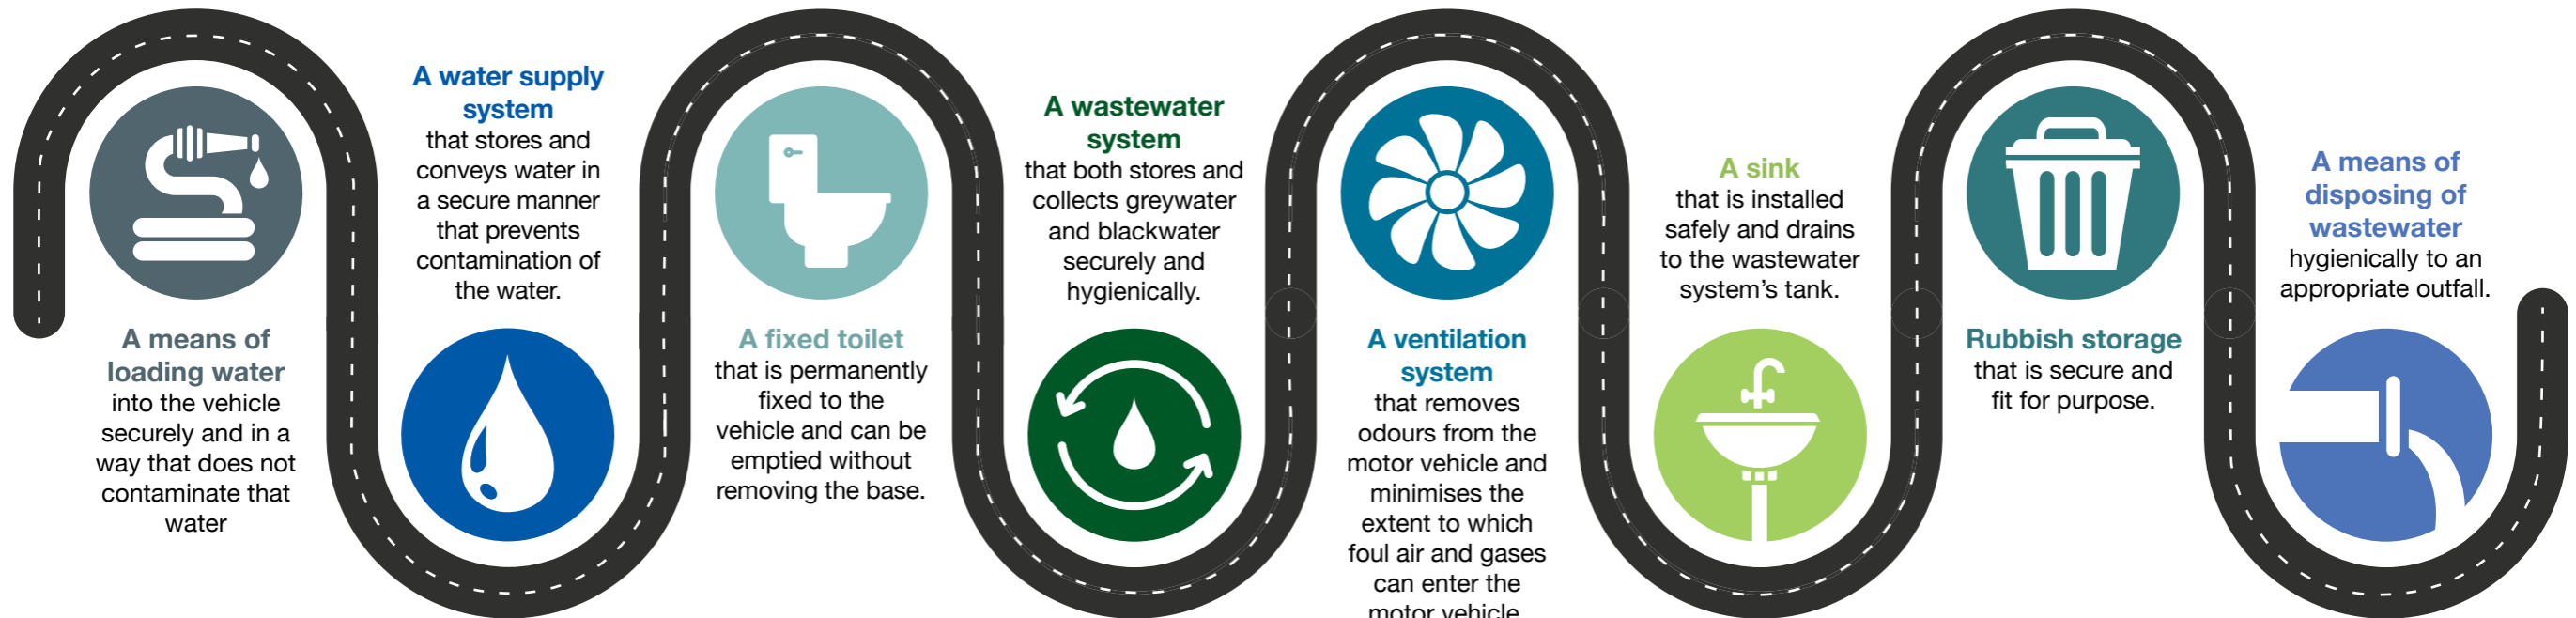 A means of
loading water
into the vehicle
securely and in a
way that does not
contaminate that
water
A water supply
system
that stores and
conveys water in
a secure manner
that prevents
contamination of
the water.
A fixed toilet
that is permanently
fixed to the
vehicle and can be
emptied without
removing the base.
A wastewater
system
that both stores and
collects greywater
and blackwater
securely and
hygienically.
A ventilation
system
that removes
odours from the
motor vehicle and
minimises the
extent to which
foul air and gases
can enter the
motor vehicle
A sink
that is installed
safely and drains
to the wastewater
system’s tank.
Rubbish storage
that is secure and
fit for purpose.
A means of
disposing of
wastewater
hygienically to an
appropriate outfall.